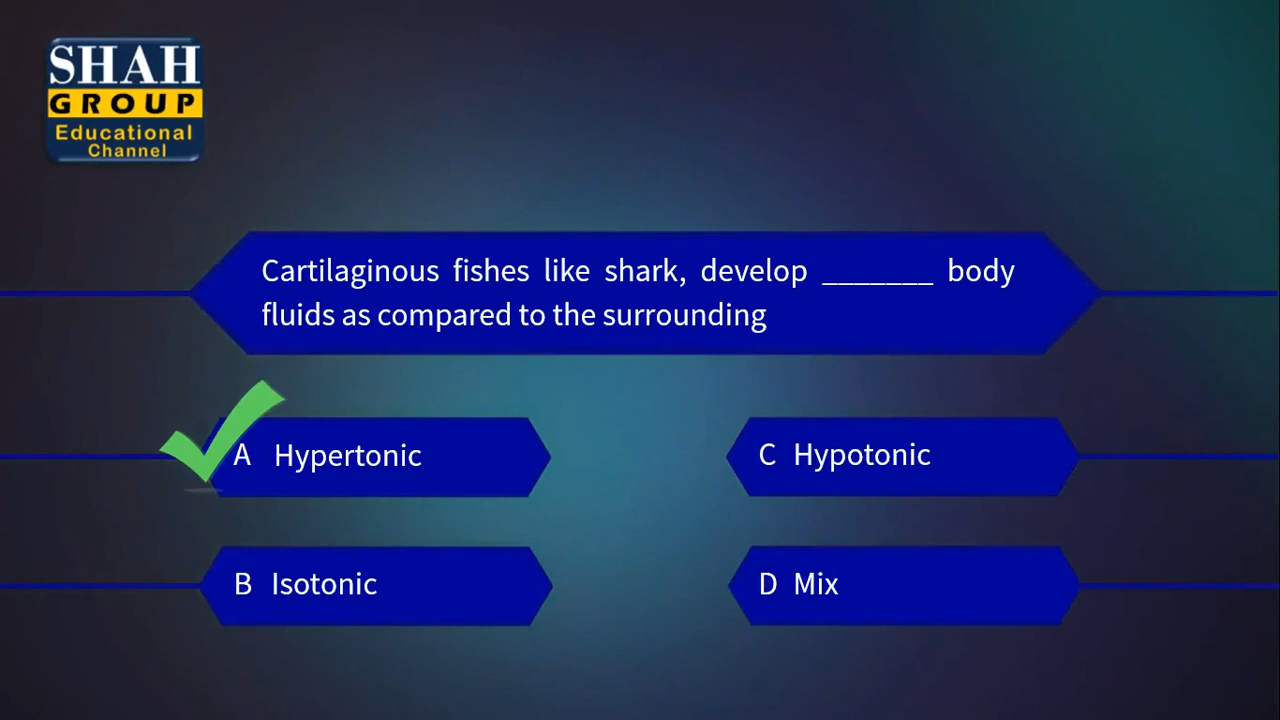 SHAH
GROUP
Educational
Channel
Cartilaginous fishes like shark, develop _______ body
fluids as compared to the surrounding
A Hypertonic
C Hypotonic
B Isotonic
D Mix